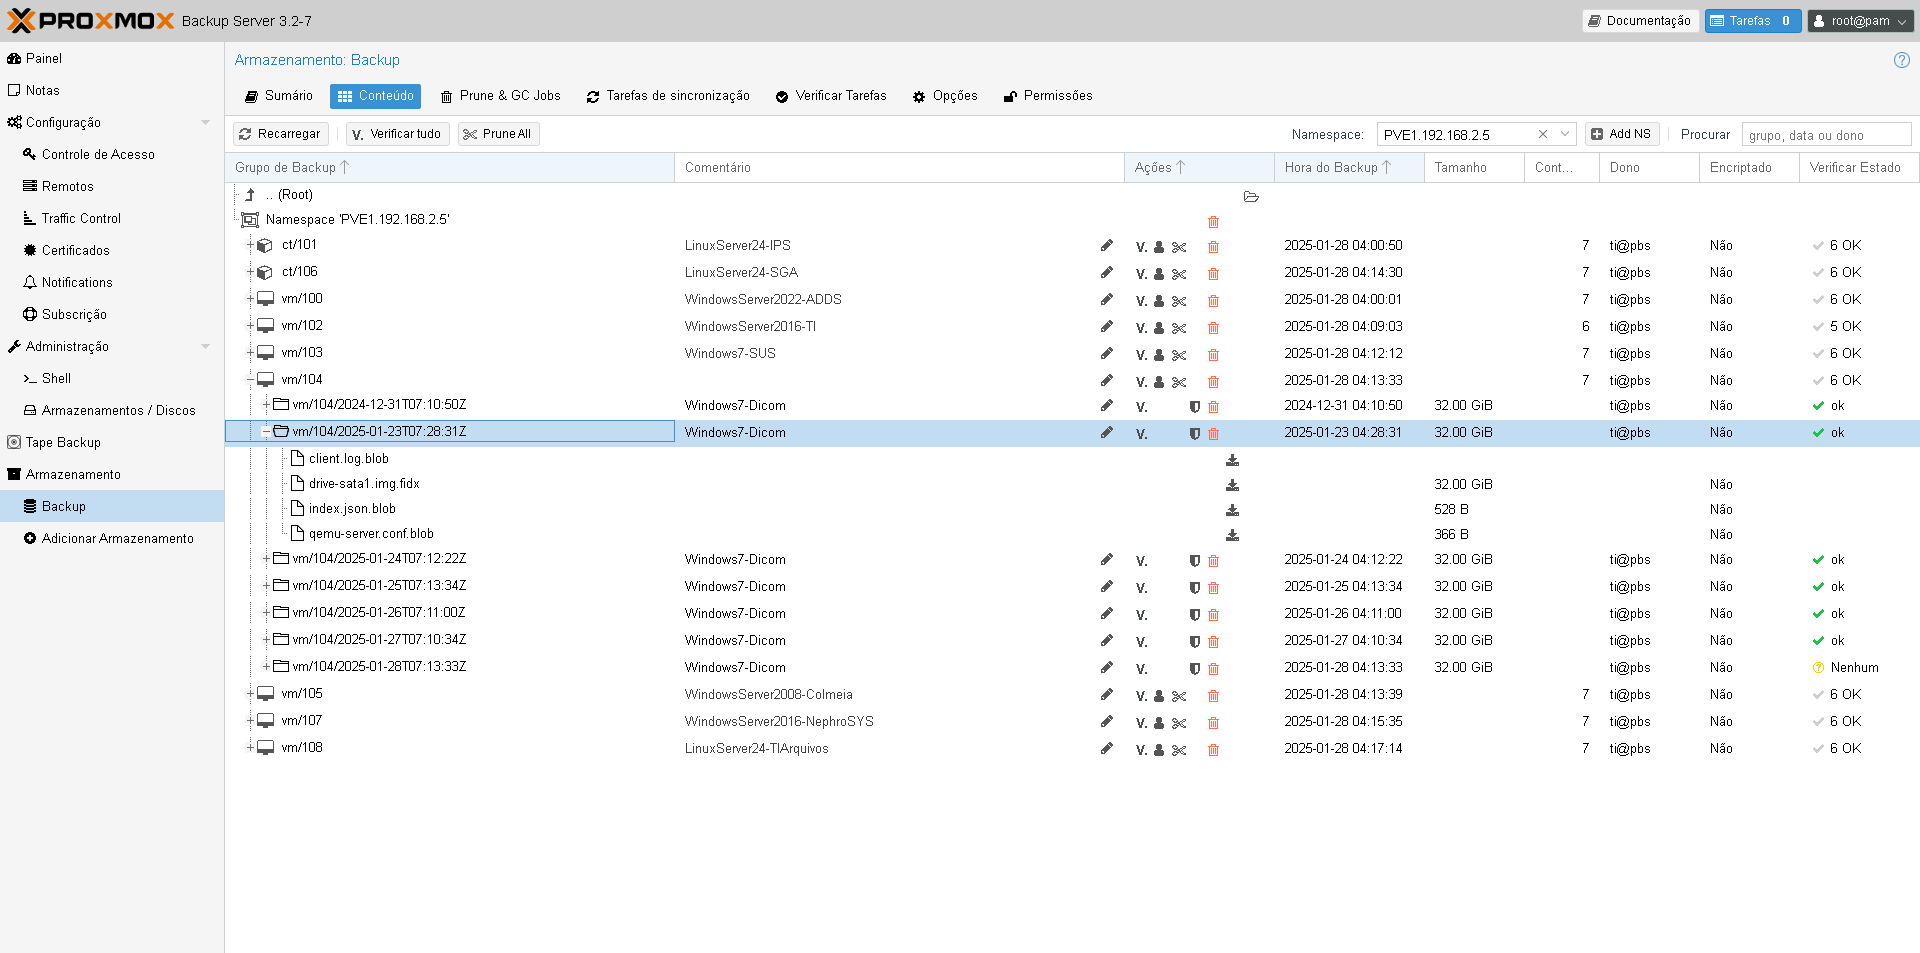 PROXMOX Backup Server 3.2-7 Documentação Tarefas 0 root@pam
Painel
Notas
Configuração
Controle de Acesso
Remotos
Traffic Control
Certificados
Notifications
Subscrição
Administração
Shell
Armazenamentos / Discos
Tape Backup
Armazenamento
Backup
Adicionar Armazenamento
Armazenamento: Backup
Sumário Conteúdo Prune & GC Jobs Tarefas de sincronização Verificar Tarefas Opções Permissões
Recarregar V. Verificar tudo Prune All Namespace: PVE1.192.168.2.5 Add NS Procurar grupo, data ou dono
Grupo de Backup Comentário Ações Hora do Backup Tamanho Cont... Dono Encriptado Verificar Estado
.. (Root)
Namespace 'PVE1.192.168.2.5'
ct/101 LinuxServer24-IPS V. 2025-01-28 04:00:50 7 ti@pbs Não 6 OK
ct/106 LinuxServer24-SGA V. 2025-01-28 04:14:30 7 ti@pbs Não 6 OK
vm/100 WindowsServer2022-ADDS V. 2025-01-28 04:00:01 7 ti@pbs Não 6 OK
vm/102 WindowsServer2016-TI V. 2025-01-28 04:09:03 6 ti@pbs Não 5 OK
vm/103 Windows7-SUS V. 2025-01-28 04:12:12 7 ti@pbs Não 6 OK
vm/104 V. 2025-01-28 04:13:33 7 ti@pbs Não 6 OK
vm/104/2024-12-31T07:10:50Z Windows7-Dicom V. 2024-12-31 04:10:50 32.00 GiB ti@pbs Não ok
vm/104/2025-01-23T07:28:31Z Windows7-Dicom V. 2025-01-23 04:28:31 32.00 GiB ti@pbs Não ok
client.log.blob
drive-sata1.img.fidx 32.00 GiB Não
index.json.blob 528 B Não
qemu-server.conf.blob 366 B Não
vm/104/2025-01-24T07:12:22Z Windows7-Dicom V. 2025-01-24 04:12:22 32.00 GiB ti@pbs Não ok
vm/104/2025-01-25T07:13:34Z Windows7-Dicom V. 2025-01-25 04:13:34 32.00 GiB ti@pbs Não ok
vm/104/2025-01-26T07:11:00Z Windows7-Dicom V. 2025-01-26 04:11:00 32.00 GiB ti@pbs Não ok
vm/104/2025-01-27T07:10:34Z Windows7-Dicom V. 2025-01-27 04:10:34 32.00 GiB ti@pbs Não ok
vm/104/2025-01-28T07:13:33Z Windows7-Dicom V. 2025-01-28 04:13:33 32.00 GiB ti@pbs Não Nenhum
vm/105 WindowsServer2008-Colmeia V. 2025-01-28 04:13:39 7 ti@pbs Não 6 OK
vm/107 WindowsServer2016-NephroSYS V. 2025-01-28 04:15:35 7 ti@pbs Não 6 OK
vm/108 LinuxServer24-TIArquivos V. 2025-01-28 04:17:14 7 ti@pbs Não 6 OK